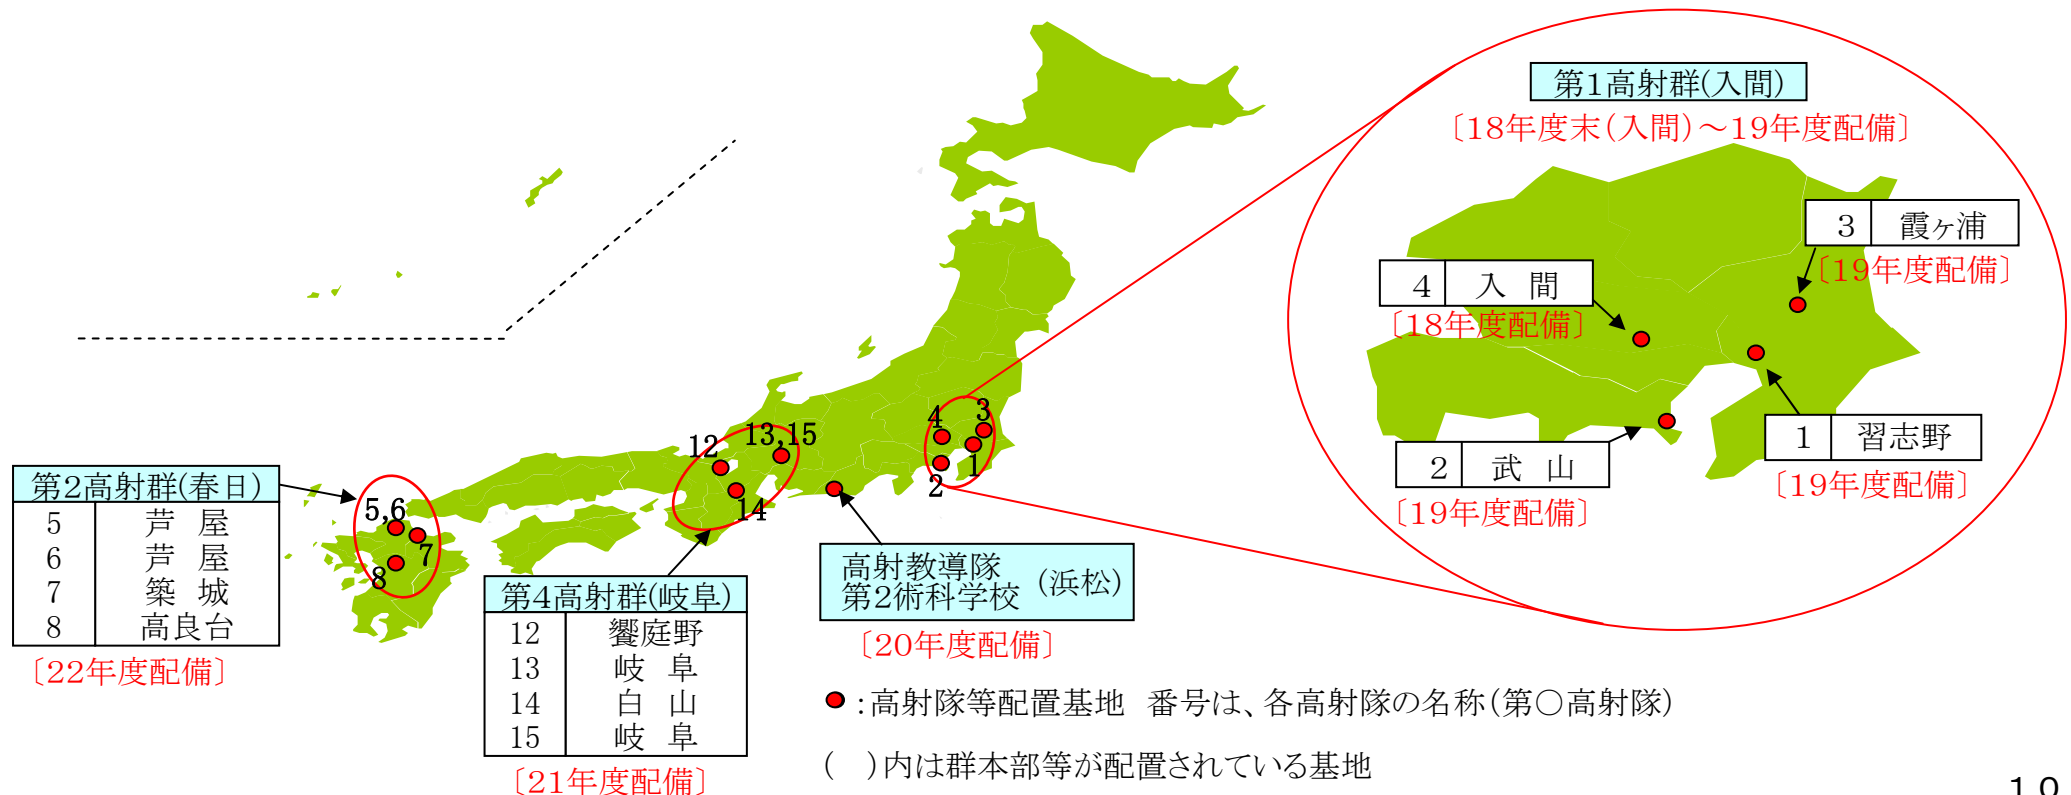 第1高射群(入間)
〔18年度末(入間)～19年度配備〕
3 霞ヶ浦
〔19年度配備〕
4 入間
〔18年度配備〕
1 習志野
〔19年度配備〕
2 武山
〔19年度配備〕
4
3
1
2
12
13,15
14
5,6
7
8
第2高射群(春日)
5 芦屋
6 芦屋
7 築城
8 高良台
〔22年度配備〕
第4高射群(岐阜)
12 饗庭野
13 岐阜
14 白山
15 岐阜
〔21年度配備〕
高射教導隊
第2術科学校 (浜松)
〔20年度配備〕
●:高射隊等配置基地 番号は、各高射隊の名称(第○高射隊)
( )内は群本部等が配置されている基地
10